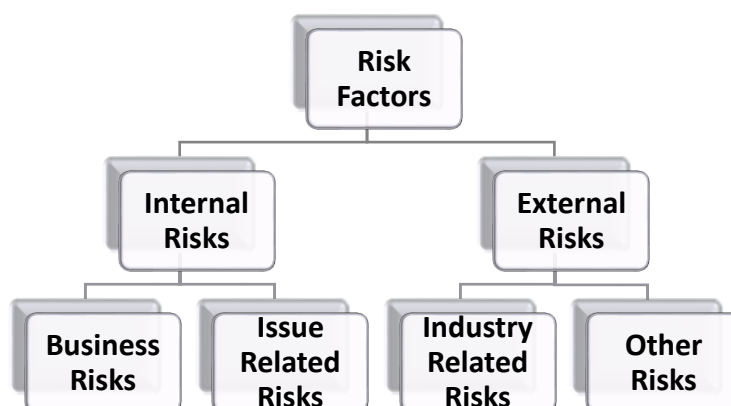 Risk
Factors
Internal
Risks
External
Risks
Business
Risks
Issue
Related
Risks
Industry
Related
Risks
Other
Risks